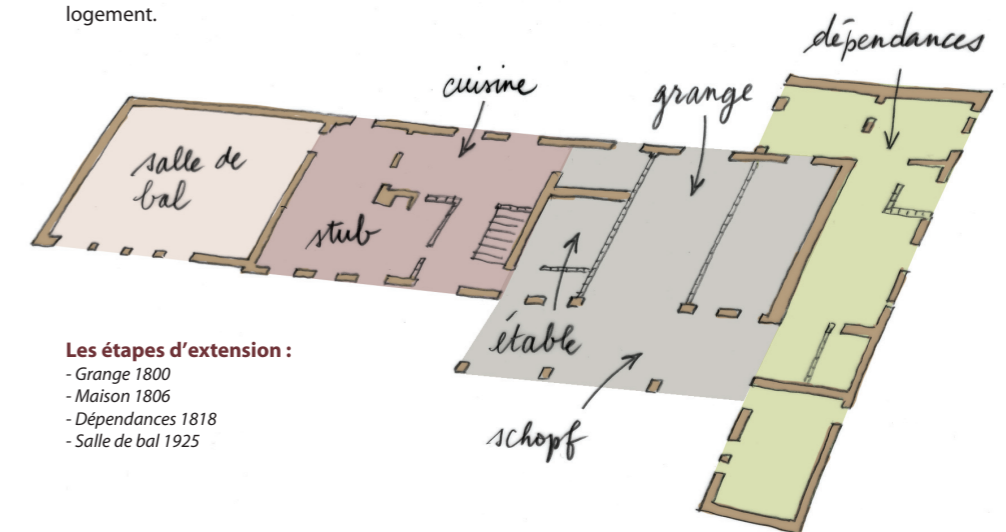 logement.
dépendances
cuisine
grange
salle de
bal
stub
étable
schopf
Les étapes d’extension :
- Grange 1800
- Maison 1806
- Dépendances 1818
- Salle de bal 1925